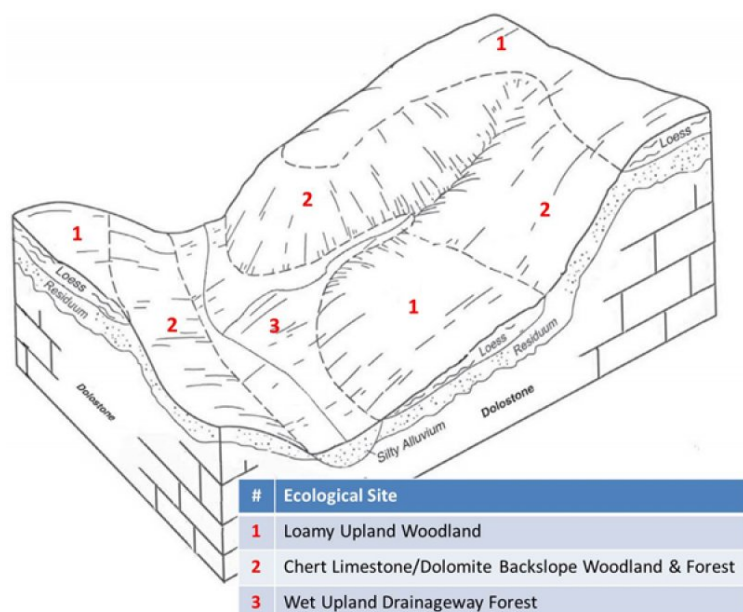 1
Loess
2
1
2
Loess
Residuum
2
3
1
Loess
Residuum
Dolostone
Dolostone
Silty Alluvium
# Ecological Site
1 Loamy Upland Woodland
2 Chert Limestone/Dolomite Backslope Woodland & Forest
3 Wet Upland Drainageway Forest